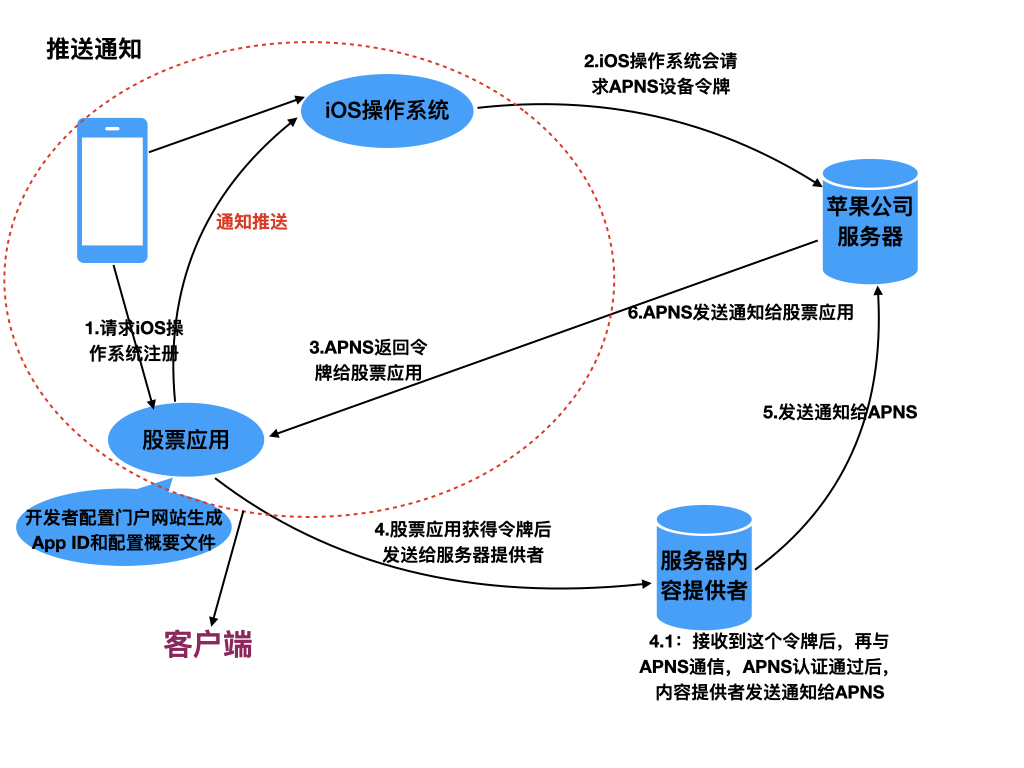 推送通知
2.iOS操作系统会请
求APNS设备令牌
iOS操作系统
苹果公司
服务器
通知推送
6.APNS发送通知给股票应用
1.请求iOS操
作系统注册
3.APNS返回令
牌给股票应用
5.发送通知给APNS
股票应用
开发者配置门户网站生成
App ID和配置概要文件
4.股票应用获得令牌后
发送给服务器提供者
服务器内
容提供者
客户端
4.1：接收到这个令牌后，再与
APNS通信，APNS认证通过后，
内容提供者发送通知给APNS